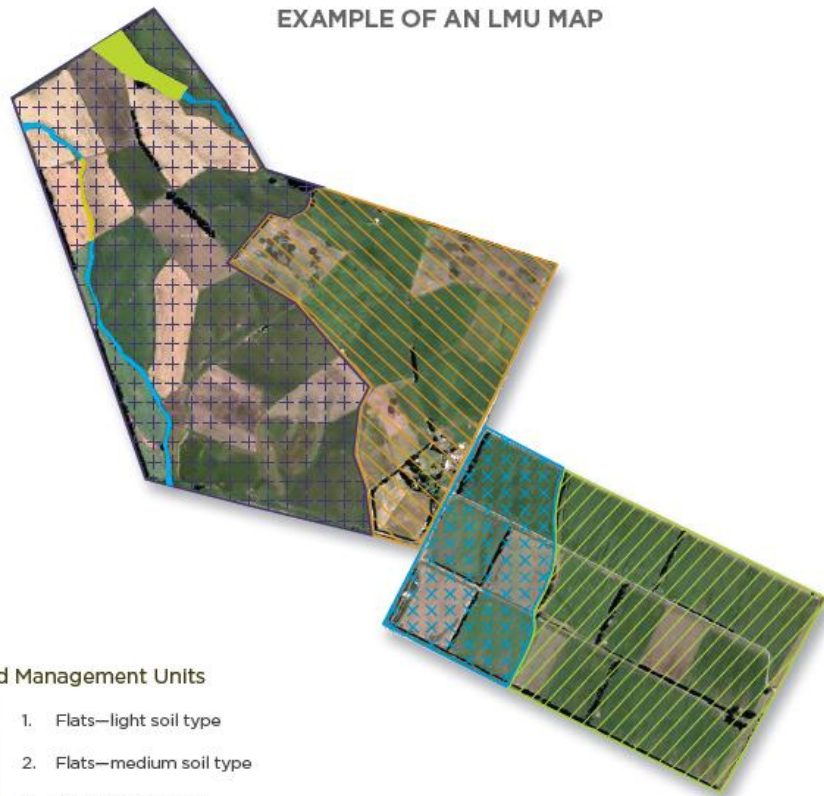 EXAMPLE OF AN LMU MAP
d Management Units
1. Flats—light soil type
2. Flats—medium soil type